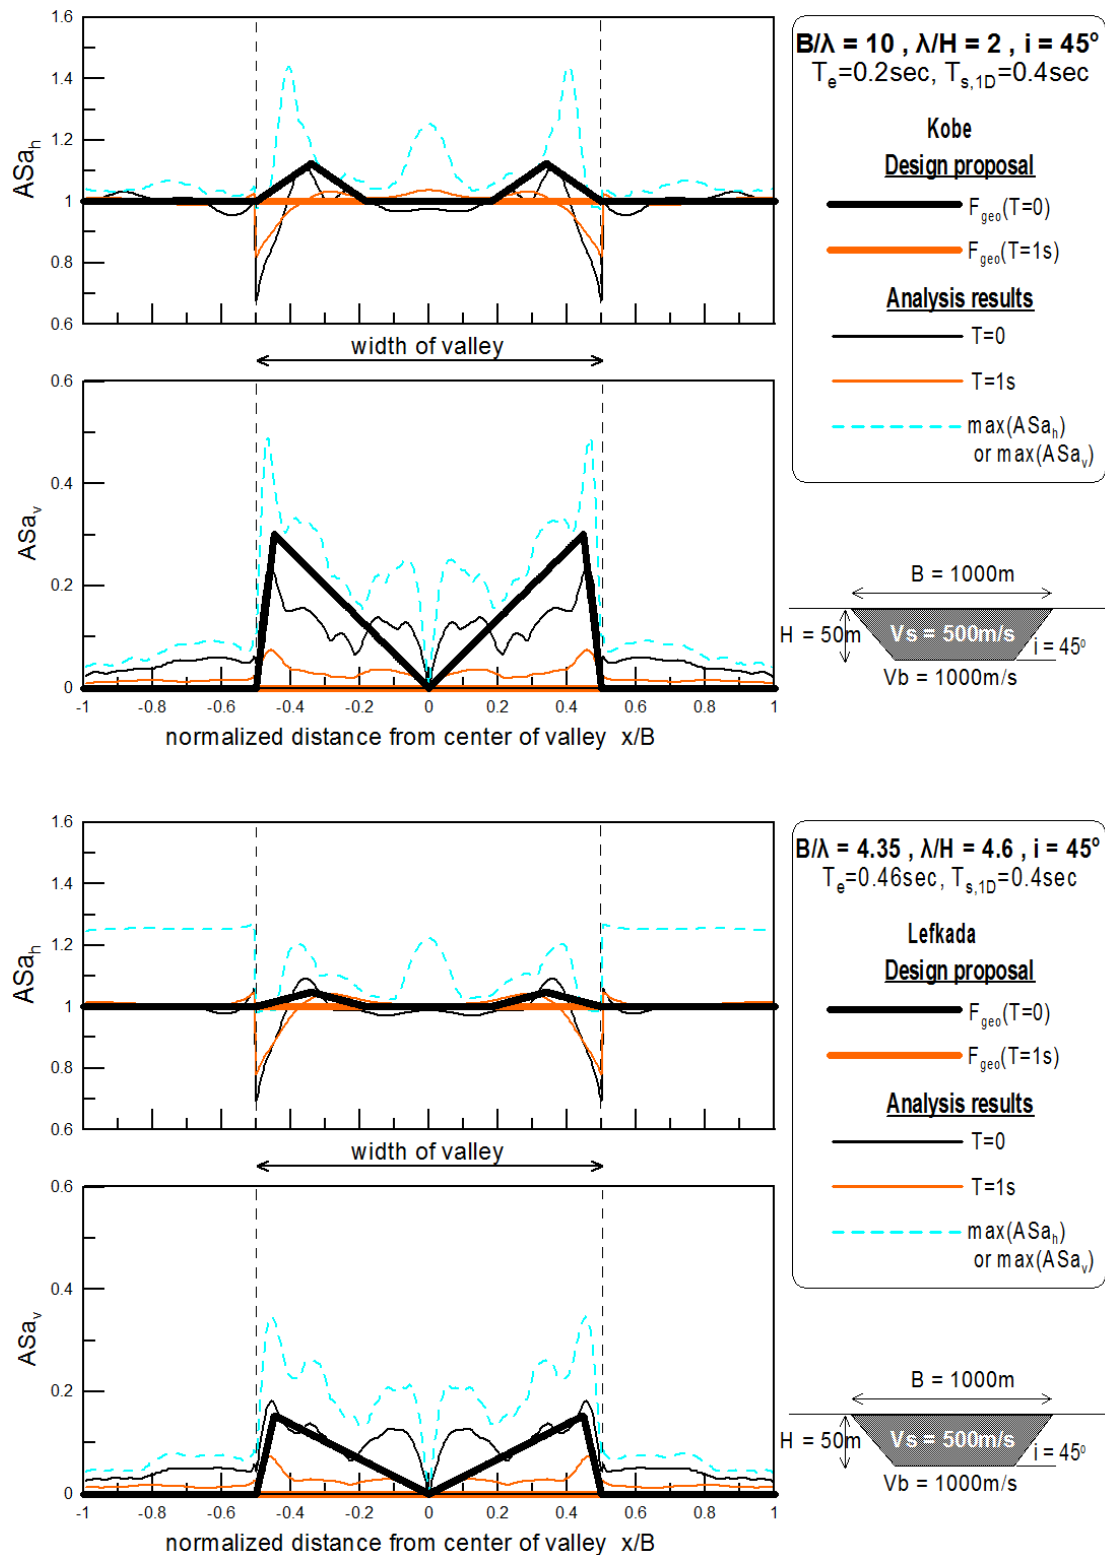 1.6
1.4
1.2
1
0.8
0.6
ASa_h
width of valley
0.6
0.4
0.2
0
ASa_v
-1 -0.8 -0.6 -0.4 -0.2 0 0.2 0.4 0.6 0.8 1
normalized distance from center of valley x/B
B/λ = 10 , λ/H = 2 , i = 45º
T_e=0.2sec, T_s,1D=0.4sec
Kobe
Design proposal
F_geo(T=0)
F_geo(T=1s)
Analysis results
T=0
T=1s
max(ASa_h)
or max(ASa_v)
B = 1000m
H = 50m
Vs = 500m/s
i = 45º
Vb = 1000m/s
1.6
1.4
1.2
1
0.8
0.6
ASa_h
width of valley
0.6
0.4
0.2
0
ASa_v
-1 -0.8 -0.6 -0.4 -0.2 0 0.2 0.4 0.6 0.8 1
normalized distance from center of valley x/B
B/λ = 4.35 , λ/H = 4.6 , i = 45º
T_e=0.46sec, T_s,1D=0.4sec
Lefkada
Design proposal
F_geo(T=0)
F_geo(T=1s)
Analysis results
T=0
T=1s
max(ASa_h)
or max(ASa_v)
B = 1000m
H = 50m
Vs = 500m/s
i = 45º
Vb = 1000m/s